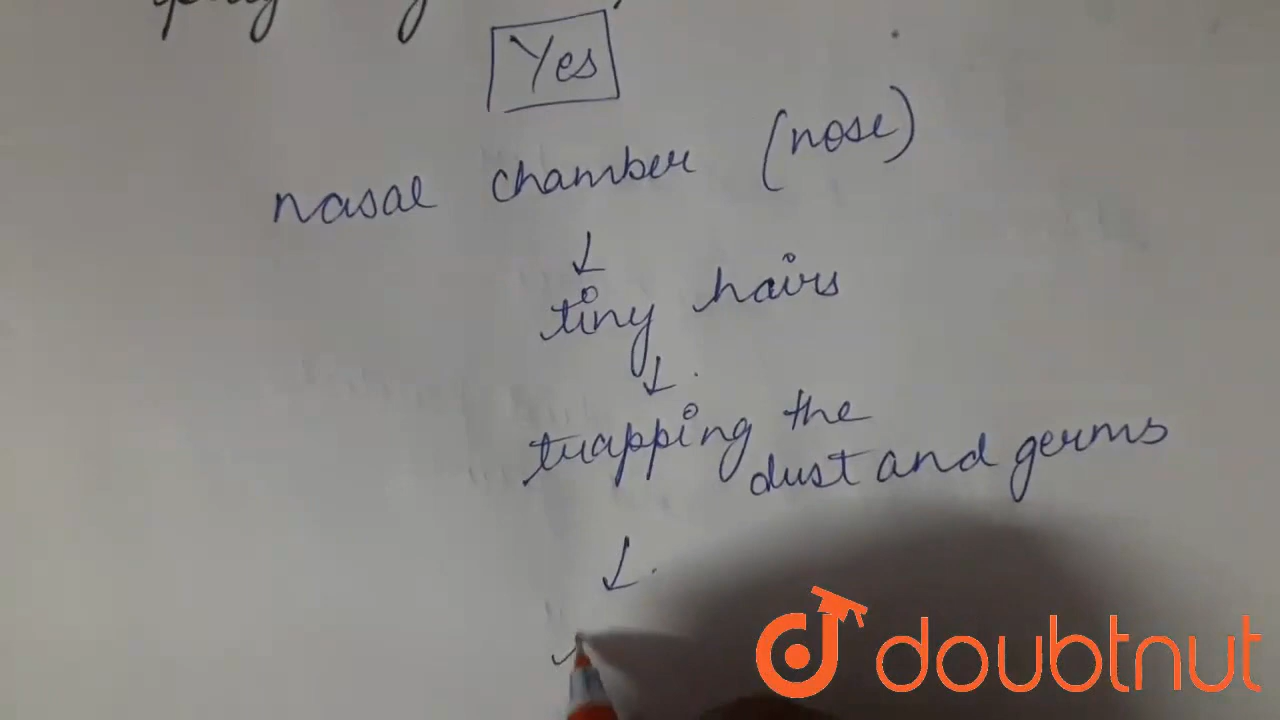 Yes
nasal chamber (nose)
↓
tiny hairs
↓
trapping the
dust and germs
↓
doubtnut